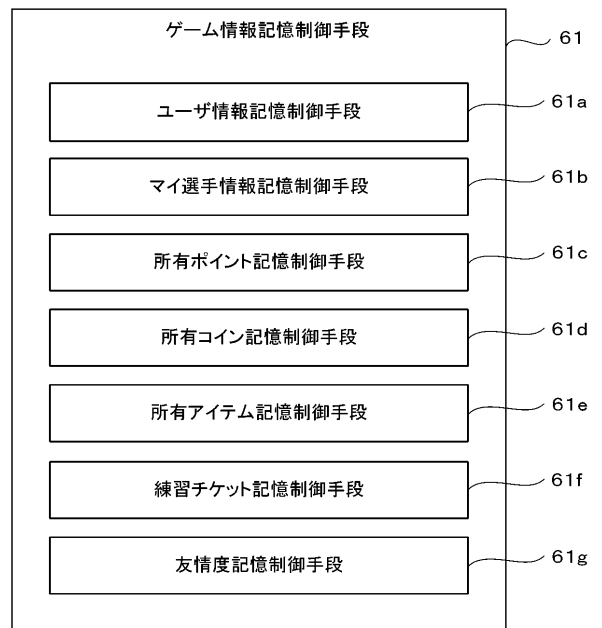 ゲーム情報記憶制御手段
61
ユーザ情報記憶制御手段
61a
マイ選手情報記憶制御手段
61b
所有ポイント記憶制御手段
61c
所有コイン記憶制御手段
61d
所有アイテム記憶制御手段
61e
練習チケット記憶制御手段
61f
友情度記憶制御手段
61g